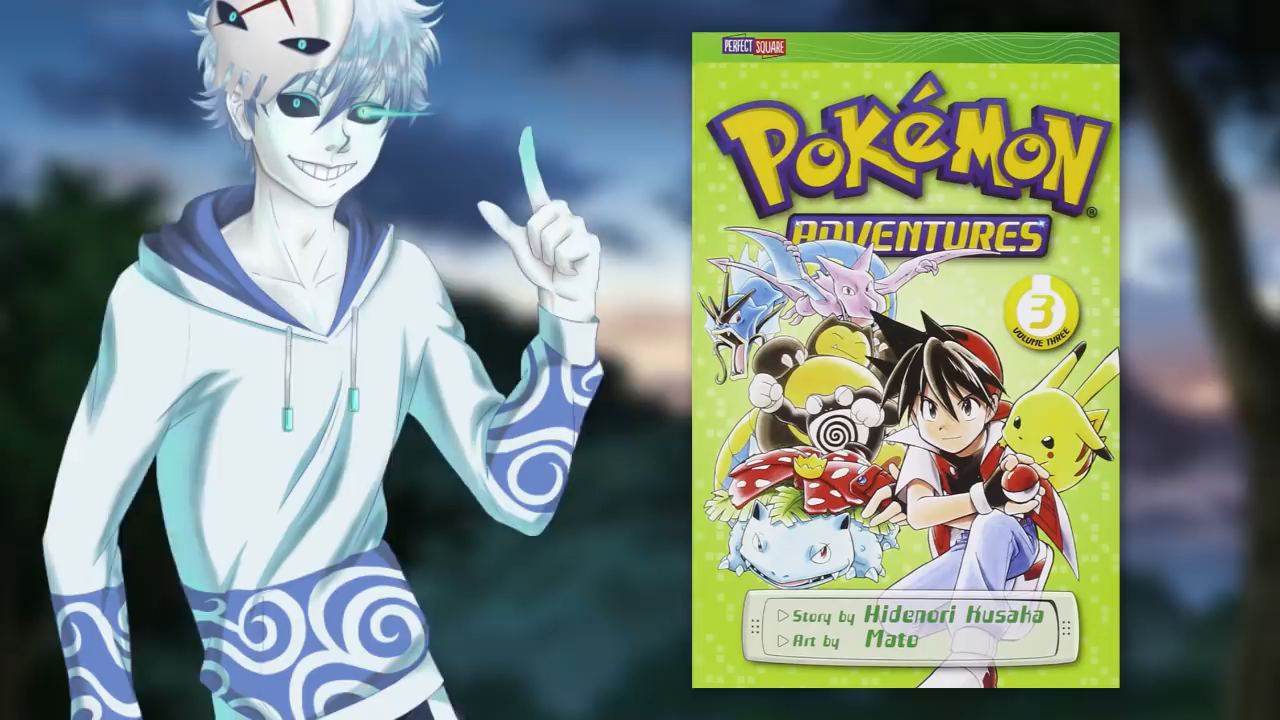 PERFECT SQUARE
POKéMON
ADVENTURES
3
VOLUME THREE
Story by Hidenori Kusaka
Art by Mato